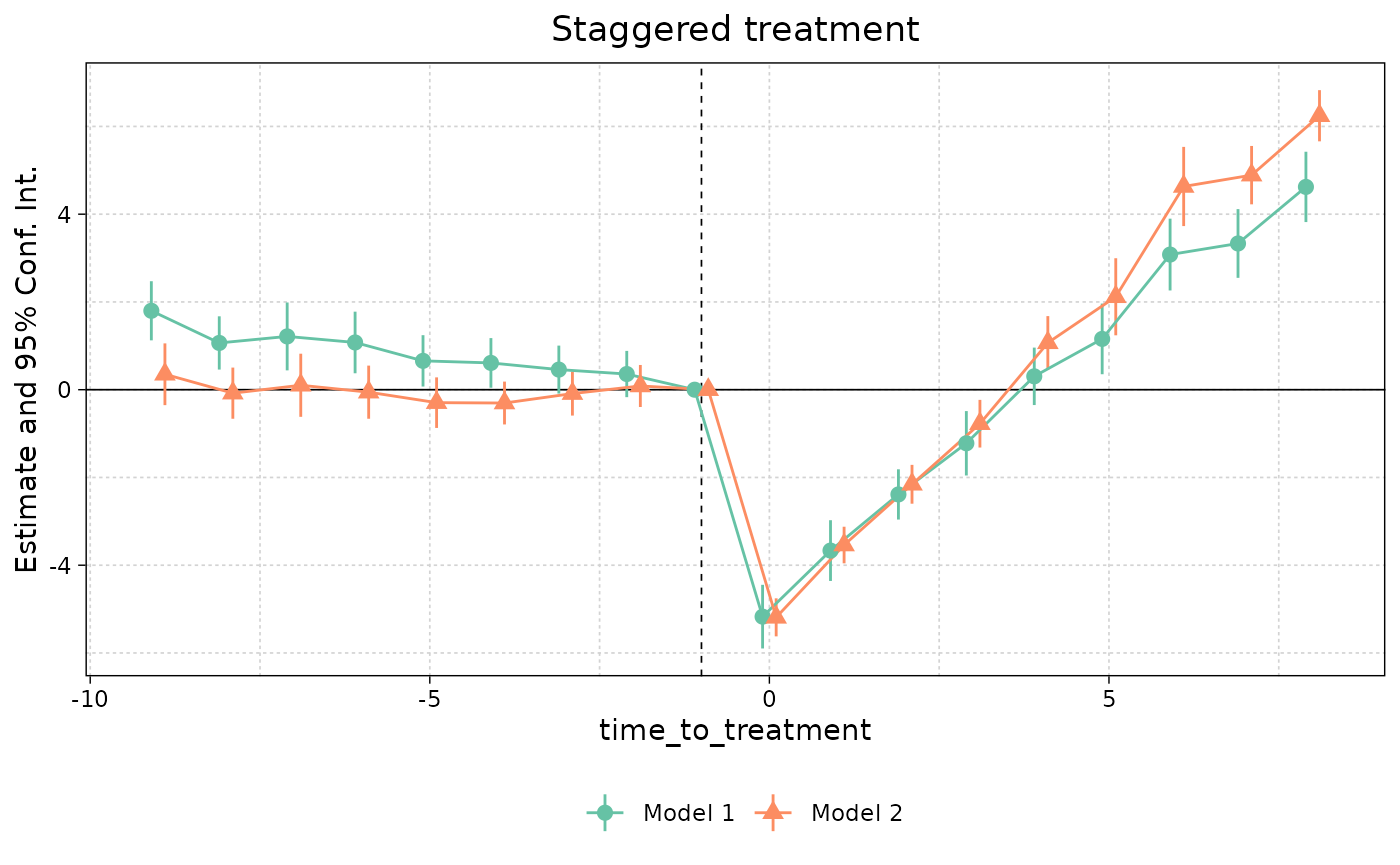 Staggered treatment
Estimate and 95% Conf. Int.
4
0
-4
-10
-5
0
5
time_to_treatment
Model 1
Model 2